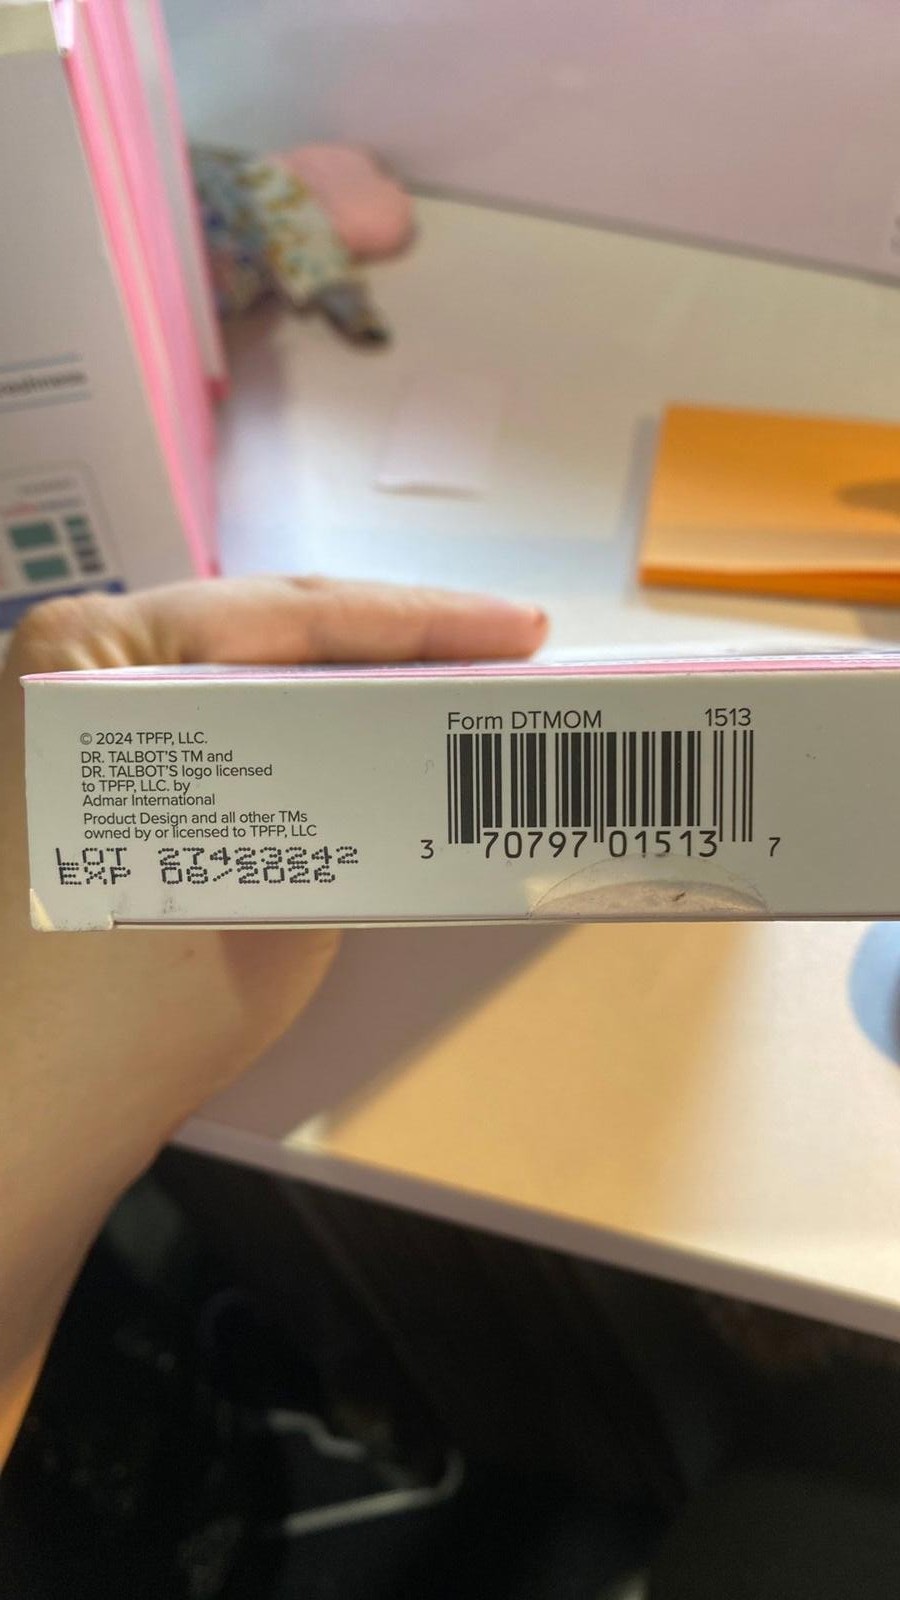 © 2024 TPFP, LLC.
DR. TALBOT'S TM and
DR. TALBOT'S logo licensed
to TPFP, LLC. by
Admar International
Product Design and all other TMs
owned by or licensed to TPFP, LLC
LOT 27423242
EXP 08/2026
Form DTMOM 1513
3 70797 01513 7